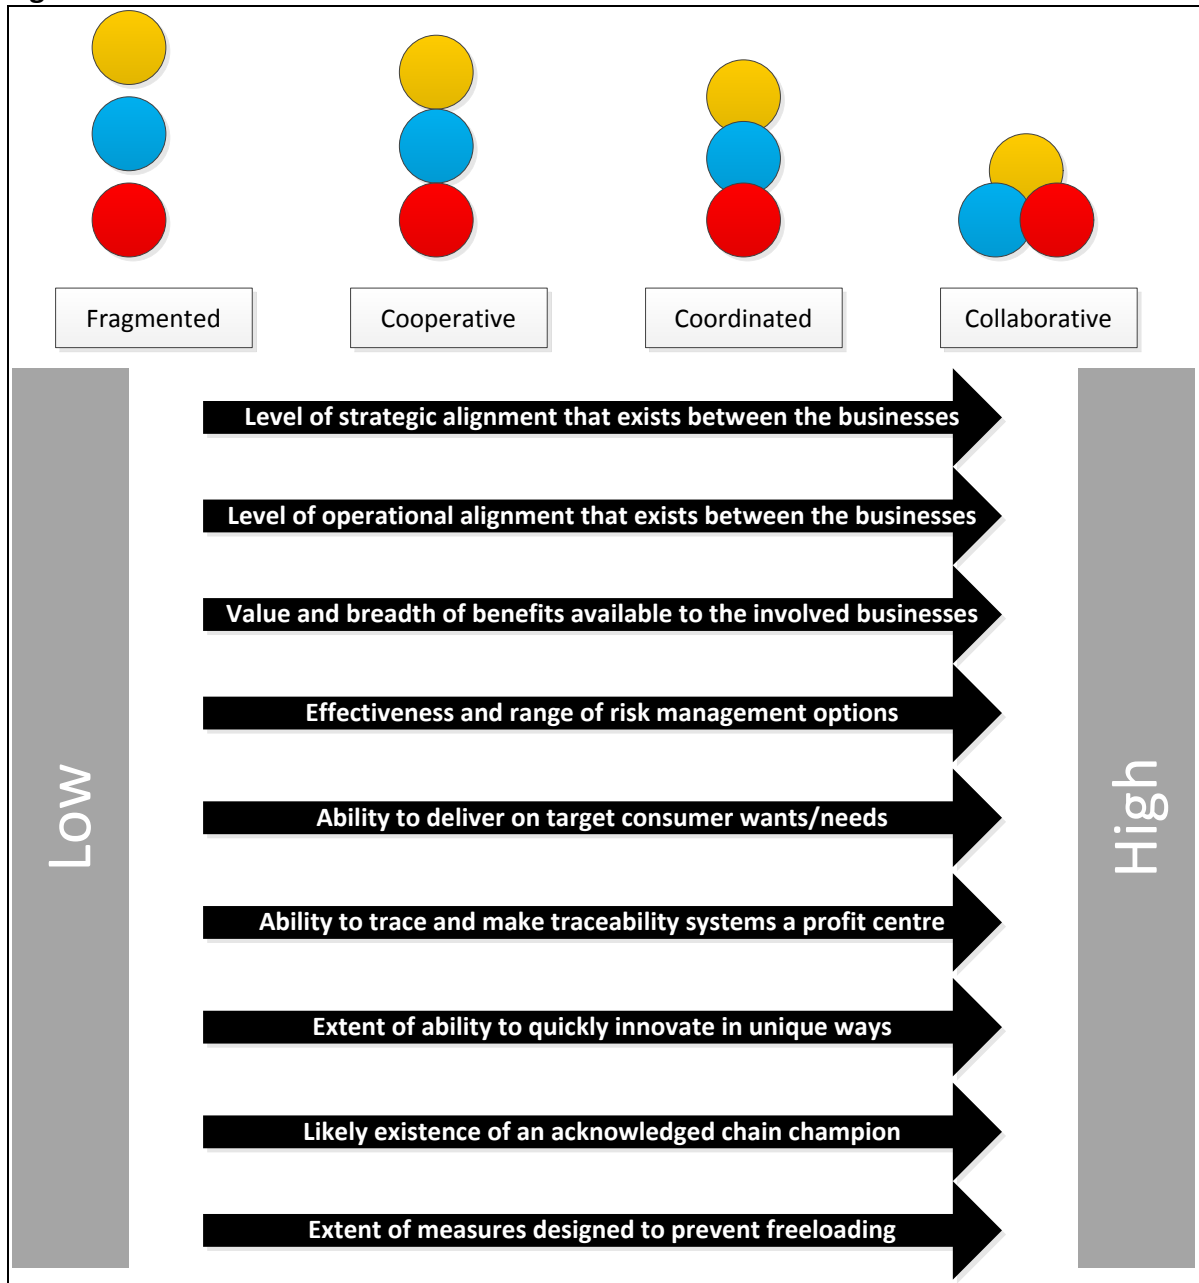 Fragmented
Cooperative
Coordinated
Collaborative
Low
High
Level of strategic alignment that exists between the businesses
Level of operational alignment that exists between the businesses
Value and breadth of benefits available to the involved businesses
Effectiveness and range of risk management options
Ability to deliver on target consumer wants/needs
Ability to trace and make traceability systems a profit centre
Extent of ability to quickly innovate in unique ways
Likely existence of an acknowledged chain champion
Extent of measures designed to prevent freeloading